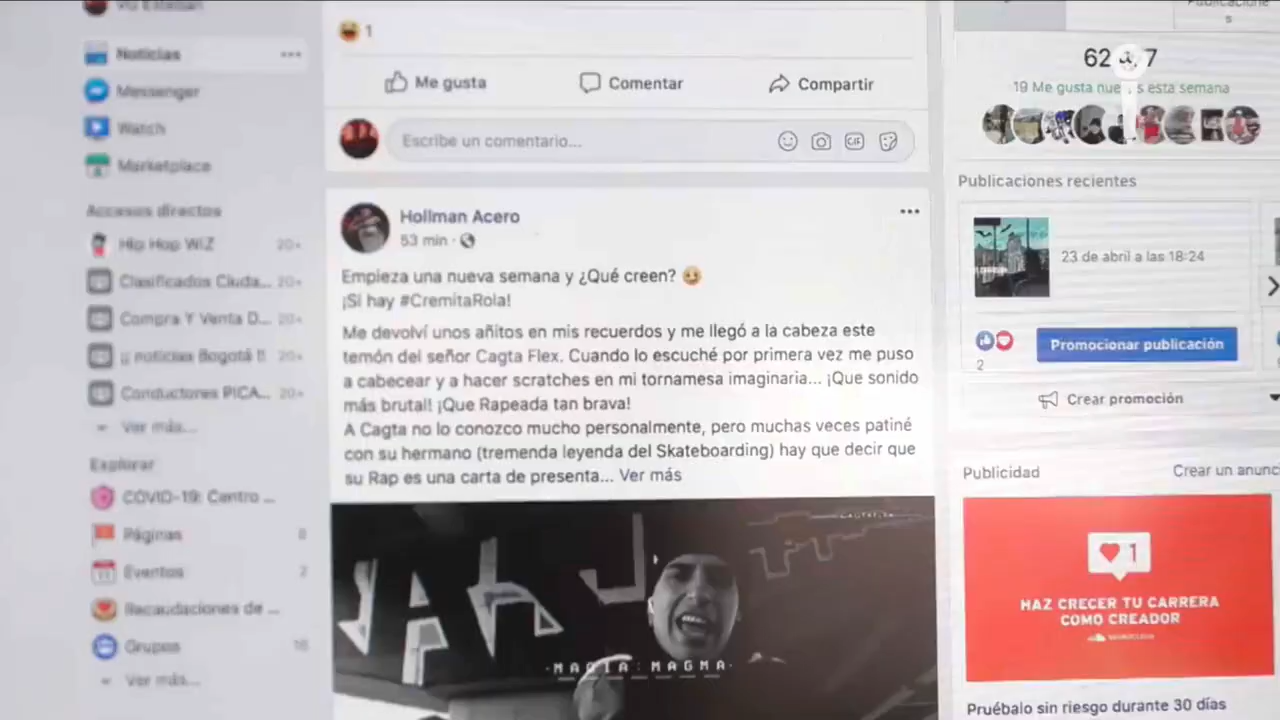 Noticias
Messenger
Watch
Marketplace
Accesos directos
Hip Hop WIZ 20+
Clasificados Ciuda... 20+
Compra Y Venta D... 20+
¡¡ noticias Bogotá !! 20+
Conductores PICA... 20+
Ver más...
Explorar
COVID-19: Centro ...
Páginas 8
Eventos 2
Recaudaciones de ...
Grupos 16
Ver más...
1
Me gusta Comentar Compartir
Escribe un comentario...
GIF
Hollman Acero
53 min ·
Empieza una nueva semana y ¿Qué creen?
¡Si hay #CremitaRola!
Me devolví unos añitos en mis recuerdos y me llegó a la cabeza este
temón del señor Cagta Flex. Cuando lo escuché por primera vez me puso
a cabecear y a hacer scratches en mi tornamesa imaginaria... ¡Que sonido
más brutal! ¡Que Rapeada tan brava!
A Cagta no lo conozco mucho personalmente, pero muchas veces patiné
con su hermano (tremenda leyenda del Skateboarding) hay que decir que
su Rap es una carta de presenta... Ver más
MAGMA
19 Me gusta esta semana
Publicaciones recientes
23 de abril a las 18:24
2
Promocionar publicación
Crear promoción
Publicidad Crear un anunc
1
HAZ CRECER TU CARRERA
COMO CREADOR
SOUNDCLOUD
Pruébalo sin riesgo durante 30 días